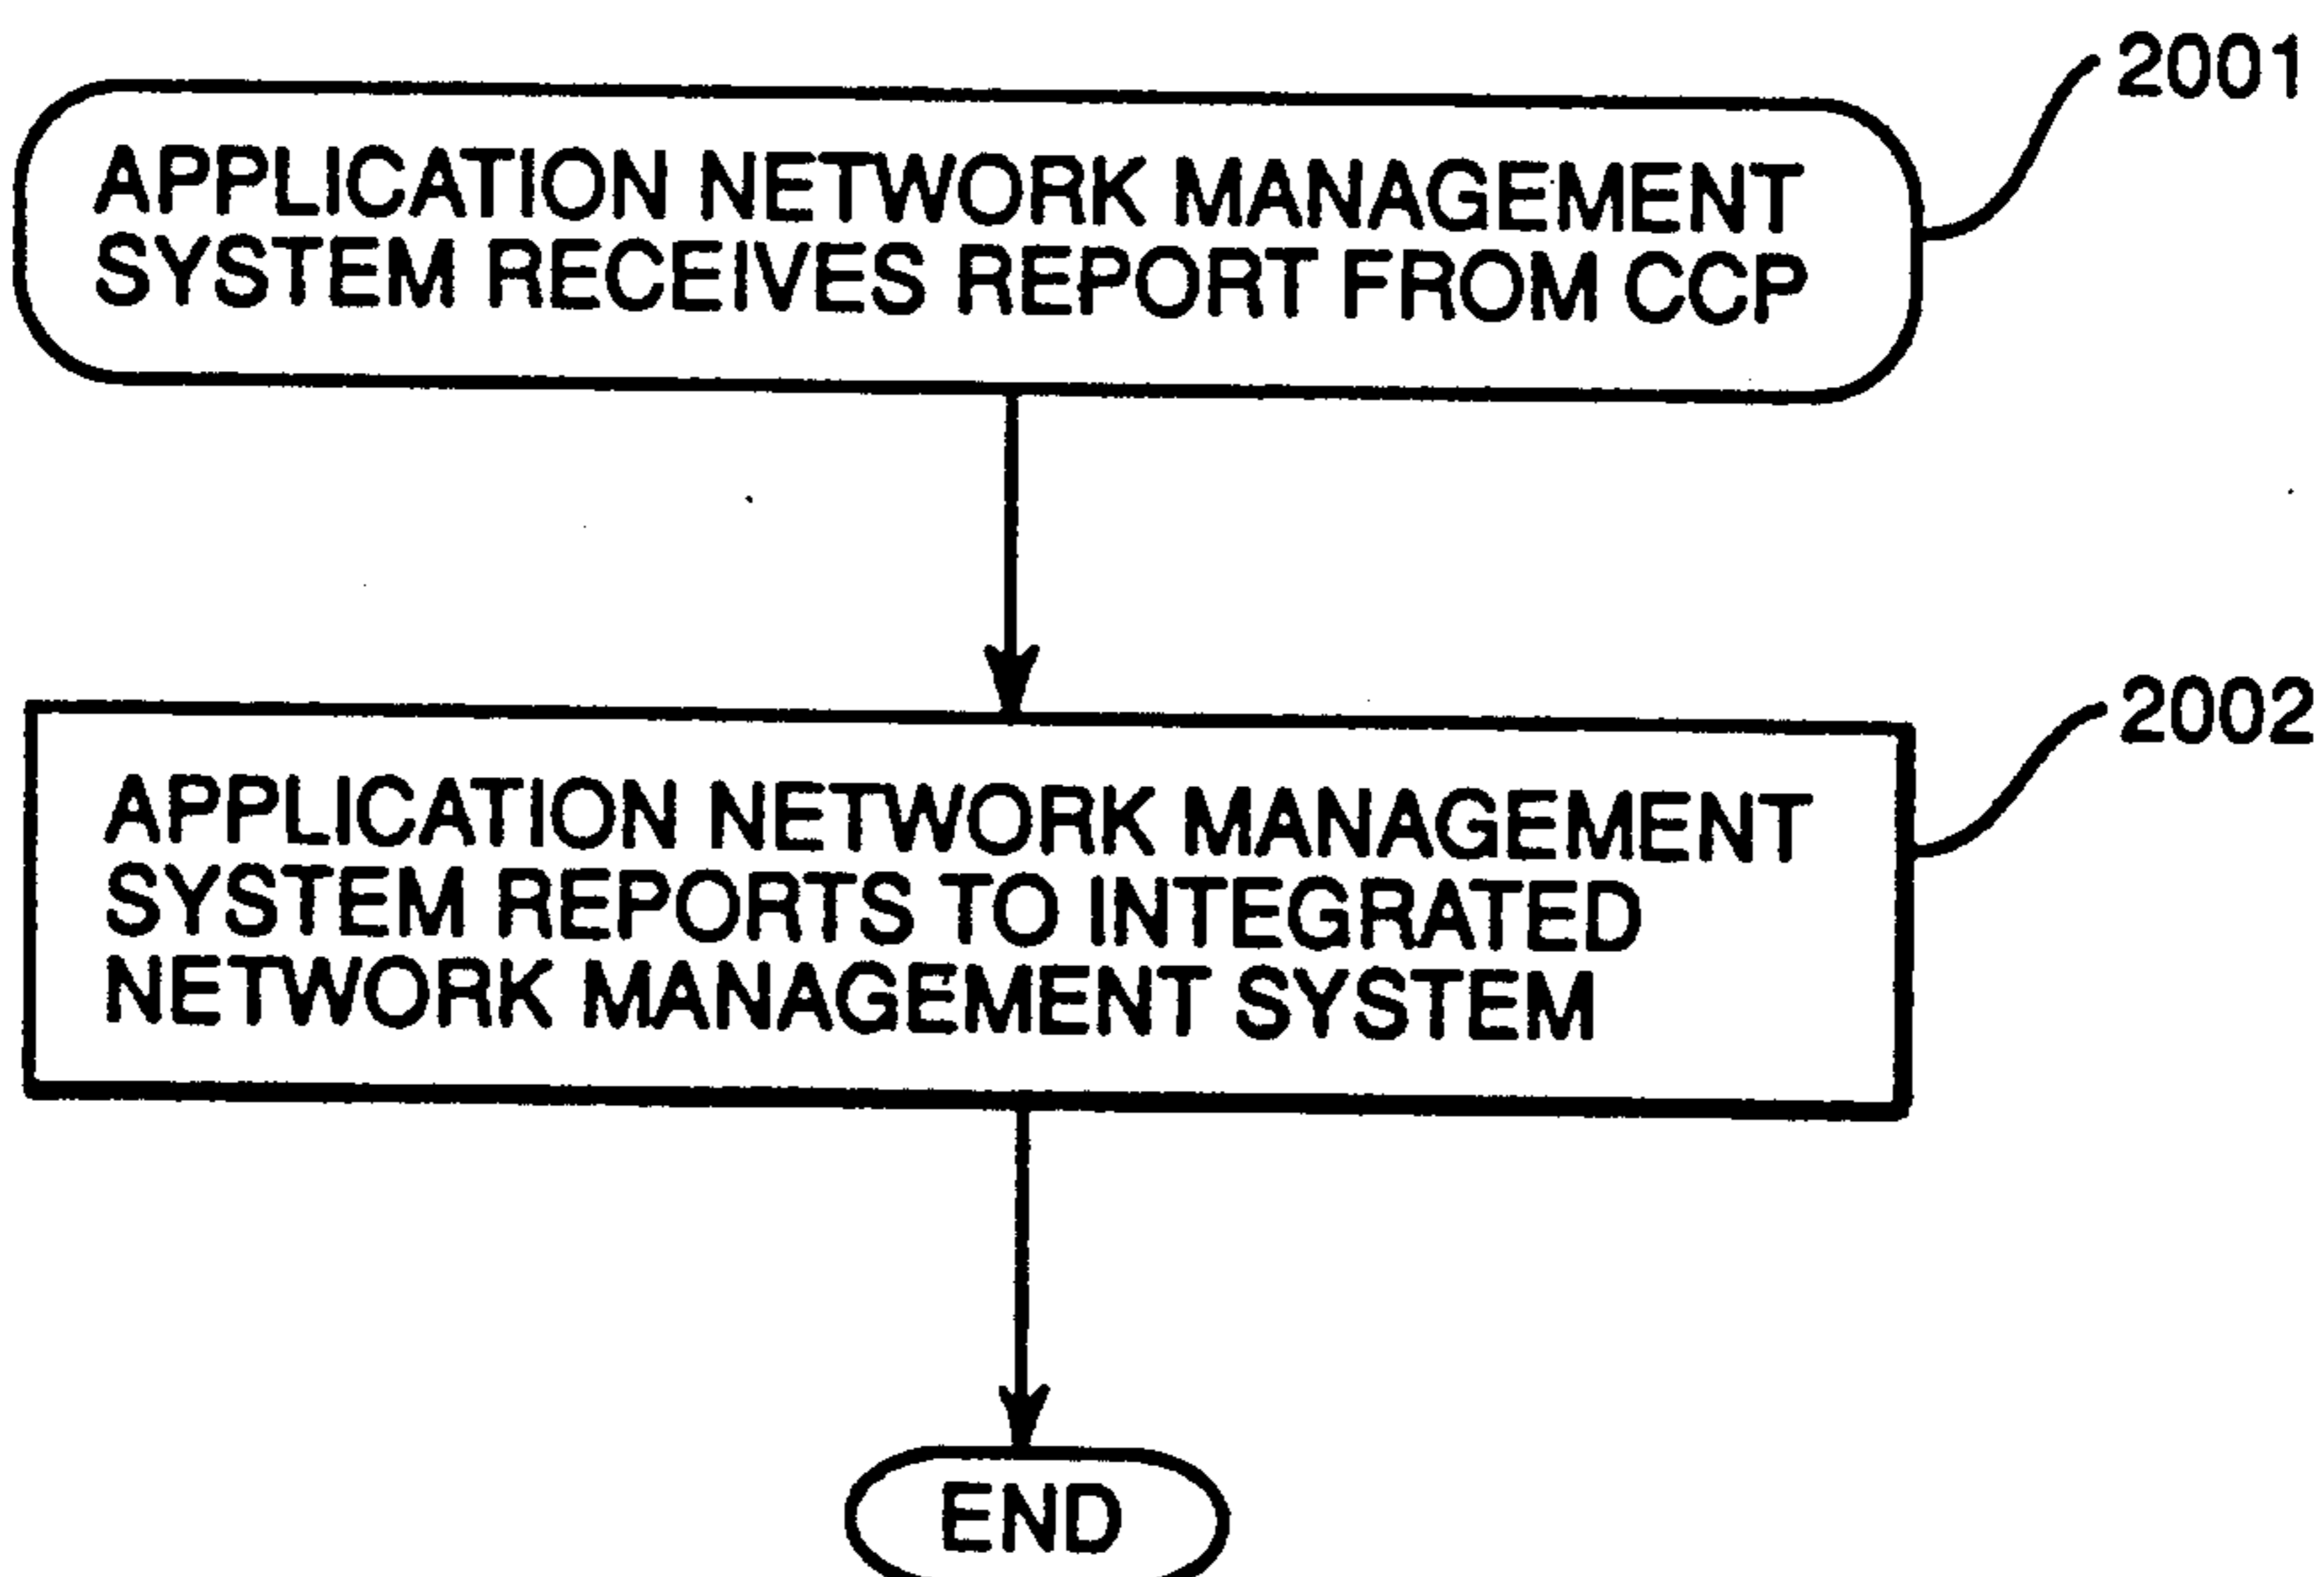 2001
APPLICATION NETWORK MANAGEMENT
SYSTEM RECEIVES REPORT FROM CCP
2002
APPLICATION NETWORK MANAGEMENT
SYSTEM REPORTS TO INTEGRATED
NETWORK MANAGEMENT SYSTEM
END